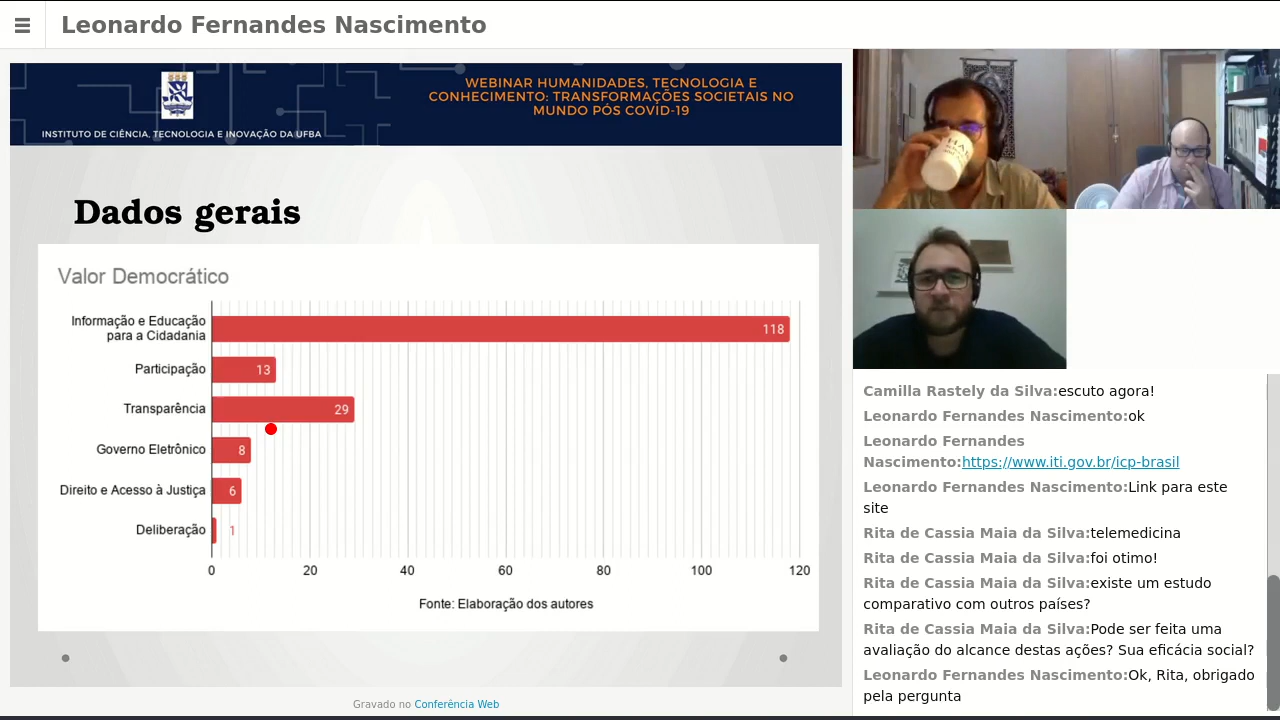 Leonardo Fernandes Nascimento
WEBINAR HUMANIDADES, TECNOLOGIA E
CONHECIMENTO: TRANSFORMAÇÕES SOCIETAIS NO
MUNDO PÓS COVID-19
INSTITUTO DE CIÊNCIA, TECNOLOGIA E INOVAÇÃO DA UFBA
Dados gerais
Valor Democrático
Informação e Educação
para a Cidadania
118
Participação
13
Transparência
29
Governo Eletrônico
8
Direito e Acesso à Justiça
6
Deliberação
1
0 20 40 60 80 100 120
Fonte: Elaboração dos autores
Gravado no Conferência Web
Camilla Rastely da Silva:escuto agora!
Leonardo Fernandes Nascimento:ok
Leonardo Fernandes
Nascimento:https://www.iti.gov.br/icp-brasil
Leonardo Fernandes Nascimento:Link para este
site
Rita de Cassia Maia da Silva:telemedicina
Rita de Cassia Maia da Silva:foi otimo!
Rita de Cassia Maia da Silva:existe um estudo
comparativo com outros países?
Rita de Cassia Maia da Silva:Pode ser feita uma
avaliação do alcance destas ações? Sua eficácia social?
Leonardo Fernandes Nascimento:Ok, Rita, obrigado
pela pergunta